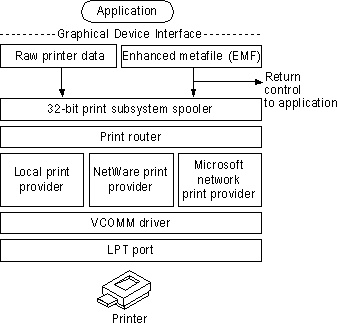 Application
Graphical Device Interface
Raw printer data
Enhanced metafile (EMF)
Return
control
to application
32-bit print subsystem spooler
Print router
Local print
provider
NetWare print
provider
Microsoft
network
print provider
VCOMM driver
LPT port
Printer